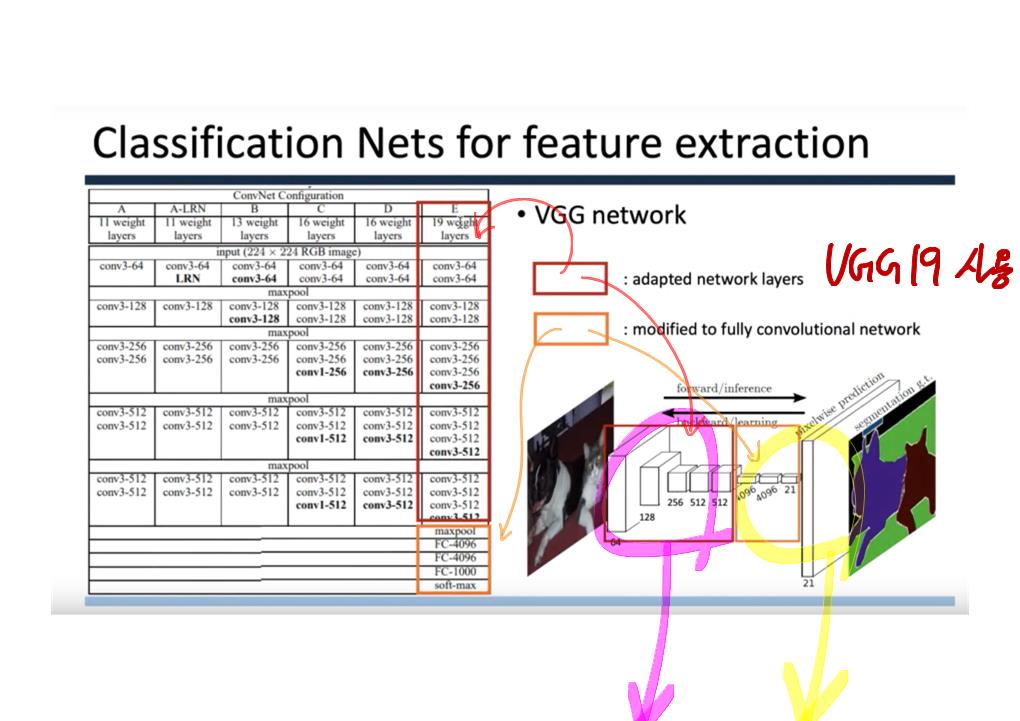 Classification Nets for feature extraction
ConvNet Configuration
A A-LRN B C D E
11 weight layers 11 weight layers 13 weight layers 16 weight layers 16 weight layers 19 weight layers
input (224 × 224 RGB image)
conv3-64 conv3-64 conv3-64 conv3-64 conv3-64 conv3-64
LRN conv3-64 conv3-64 conv3-64 conv3-64
maxpool
conv3-128 conv3-128 conv3-128 conv3-128 conv3-128 conv3-128
conv3-128 conv3-128 conv3-128 conv3-128
maxpool
conv3-256 conv3-256 conv3-256 conv3-256 conv3-256 conv3-256
conv3-256 conv3-256 conv3-256 conv3-256 conv3-256 conv3-256
conv1-256 conv3-256 conv3-256
conv3-256
maxpool
conv3-512 conv3-512 conv3-512 conv3-512 conv3-512 conv3-512
conv3-512 conv3-512 conv3-512 conv3-512 conv3-512 conv3-512
conv1-512 conv3-512 conv3-512
conv3-512
maxpool
conv3-512 conv3-512 conv3-512 conv3-512 conv3-512 conv3-512
conv3-512 conv3-512 conv3-512 conv3-512 conv3-512 conv3-512
conv1-512 conv3-512 conv3-512
conv3-512
maxpool
FC-4096
FC-4096
FC-1000
soft-max
• VGG network
: adapted network layers
VGG19 사용
: modified to fully convolutional network
forward/inference
backward/learning
pixelwise prediction
segmentation g.t.
64 128 256 512 512 4096 4096 21
21